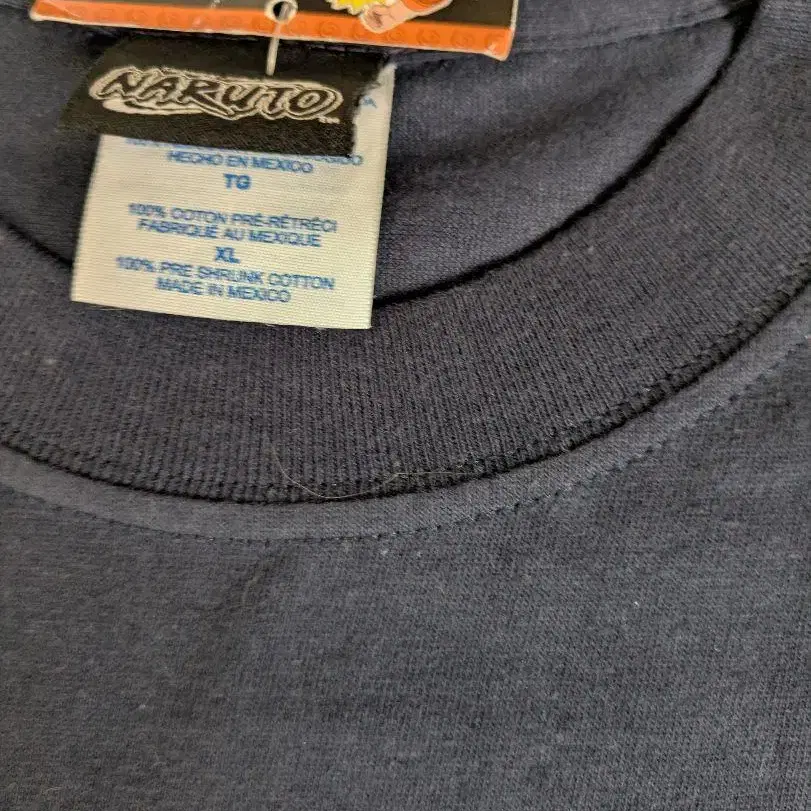 NARUTO
TM
HECHO EN MEXICO
TG
100% COTON PRÉ-RÉTRÉCI
FABRIQUÉ AU MEXIQUE
XL
100% PRE SHRUNK COTTON
MADE IN MEXICO